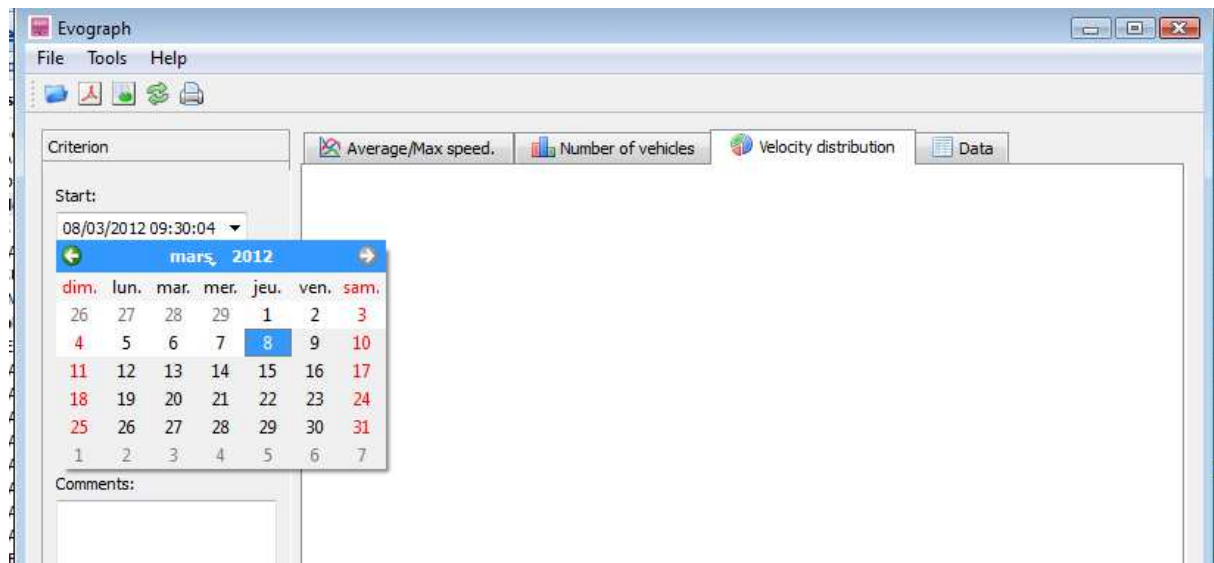 Evograph
File Tools Help
Criterion
Average/Max speed. Number of vehicles Velocity distribution Data
Start:
08/03/2012 09:30:04
mars, 2012
dim. lun. mar. mer. jeu. ven. sam.
26 27 28 29 1 2 3
4 5 6 7 8 9 10
11 12 13 14 15 16 17
18 19 20 21 22 23 24
25 26 27 28 29 30 31
1 2 3 4 5 6 7
Comments: